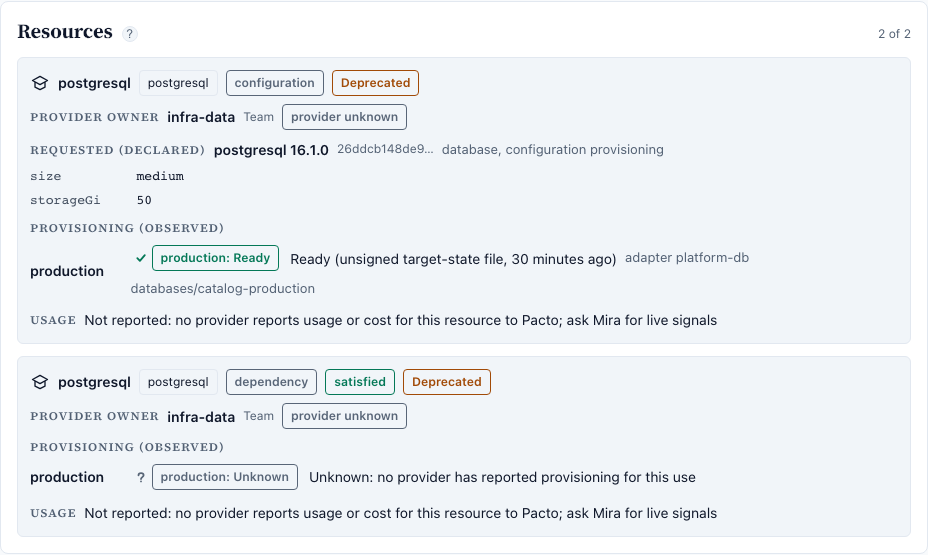 Resources ? 2 of 2
postgresql postgresql configuration Deprecated
PROVIDER OWNER infra-data Team provider unknown
REQUESTED (DECLARED) postgresql 16.1.0 26ddcb148de9... database, configuration provisioning
size medium
storageGi 50
PROVISIONING (OBSERVED)
production ✓ production: Ready Ready (unsigned target-state file, 30 minutes ago) adapter platform-db
databases/catalog-production
USAGE Not reported: no provider reports usage or cost for this resource to Pacto; ask Mira for live signals
postgresql postgresql dependency satisfied Deprecated
PROVIDER OWNER infra-data Team provider unknown
PROVISIONING (OBSERVED)
production ? production: Unknown Unknown: no provider has reported provisioning for this use
USAGE Not reported: no provider reports usage or cost for this resource to Pacto; ask Mira for live signals